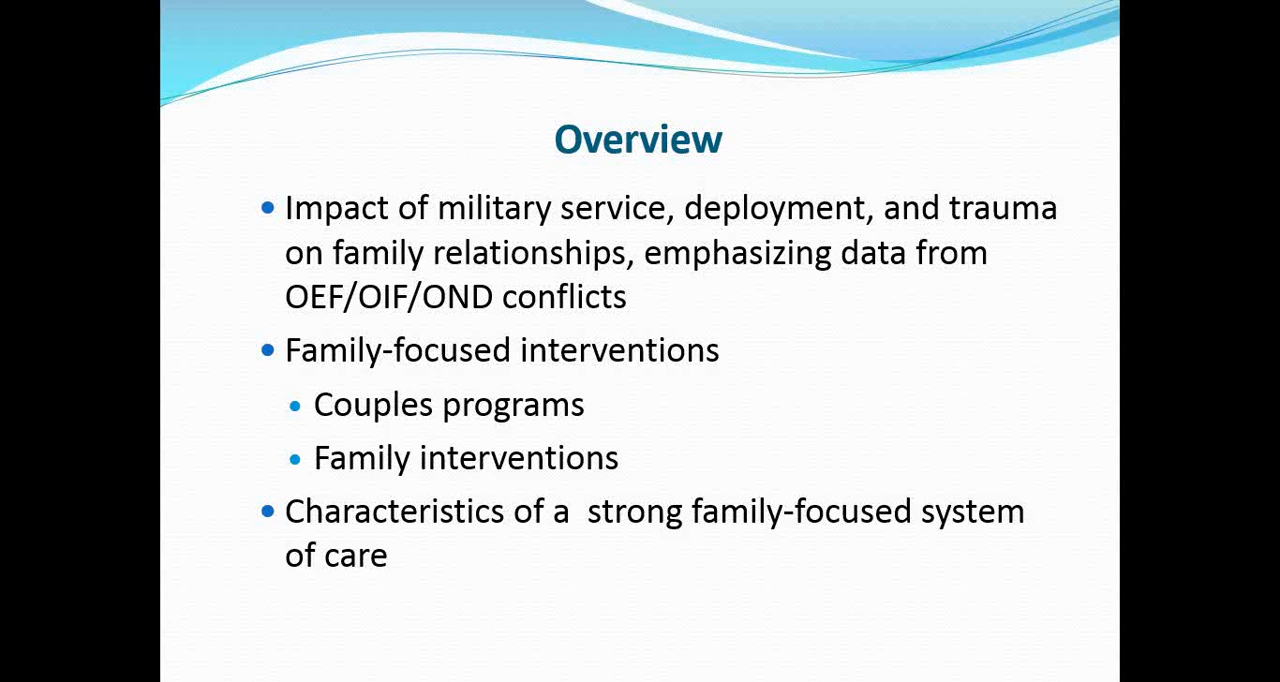 Overview
• Impact of military service, deployment, and trauma
on family relationships, emphasizing data from
OEF/OIF/OND conflicts
• Family-focused interventions
• Couples programs
• Family interventions
• Characteristics of a  strong family-focused system
of care